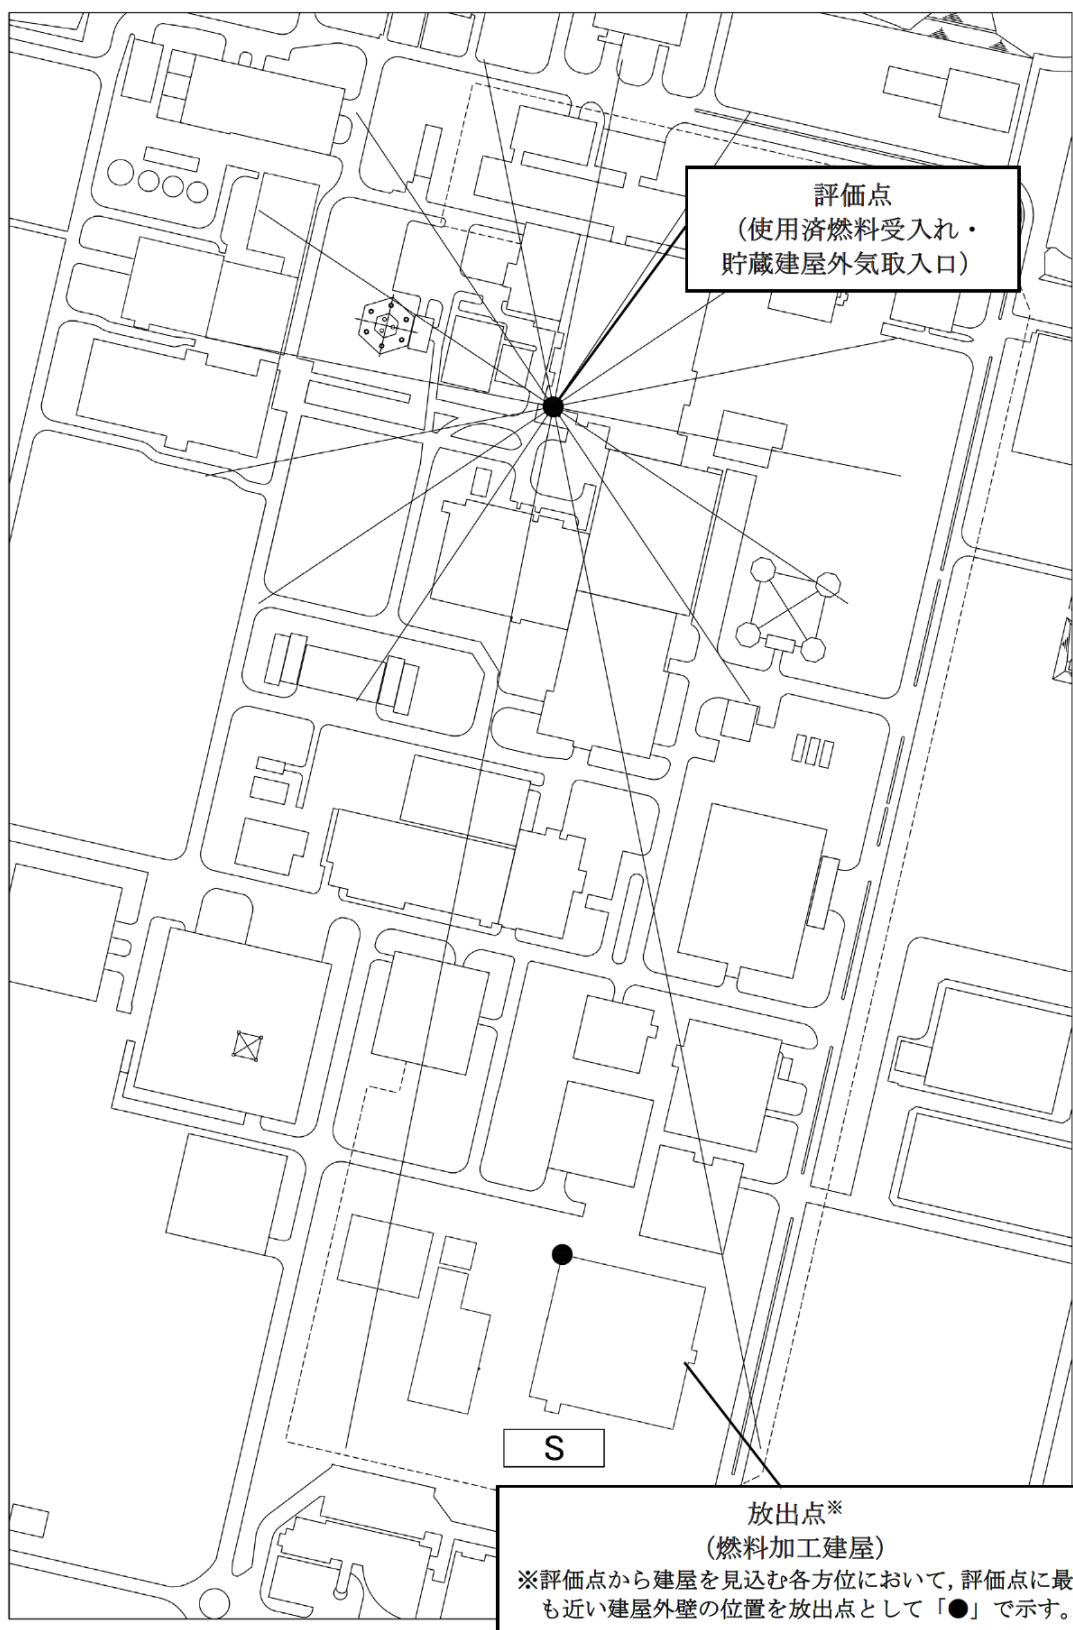 評価点
（使用済燃料受入れ・
貯蔵建屋外気取入口）
S
放出点※
（燃料加工建屋）
※評価点から建屋を見込む各方位において，評価点に最
も近い建屋外壁の位置を放出点として「●」で示す。